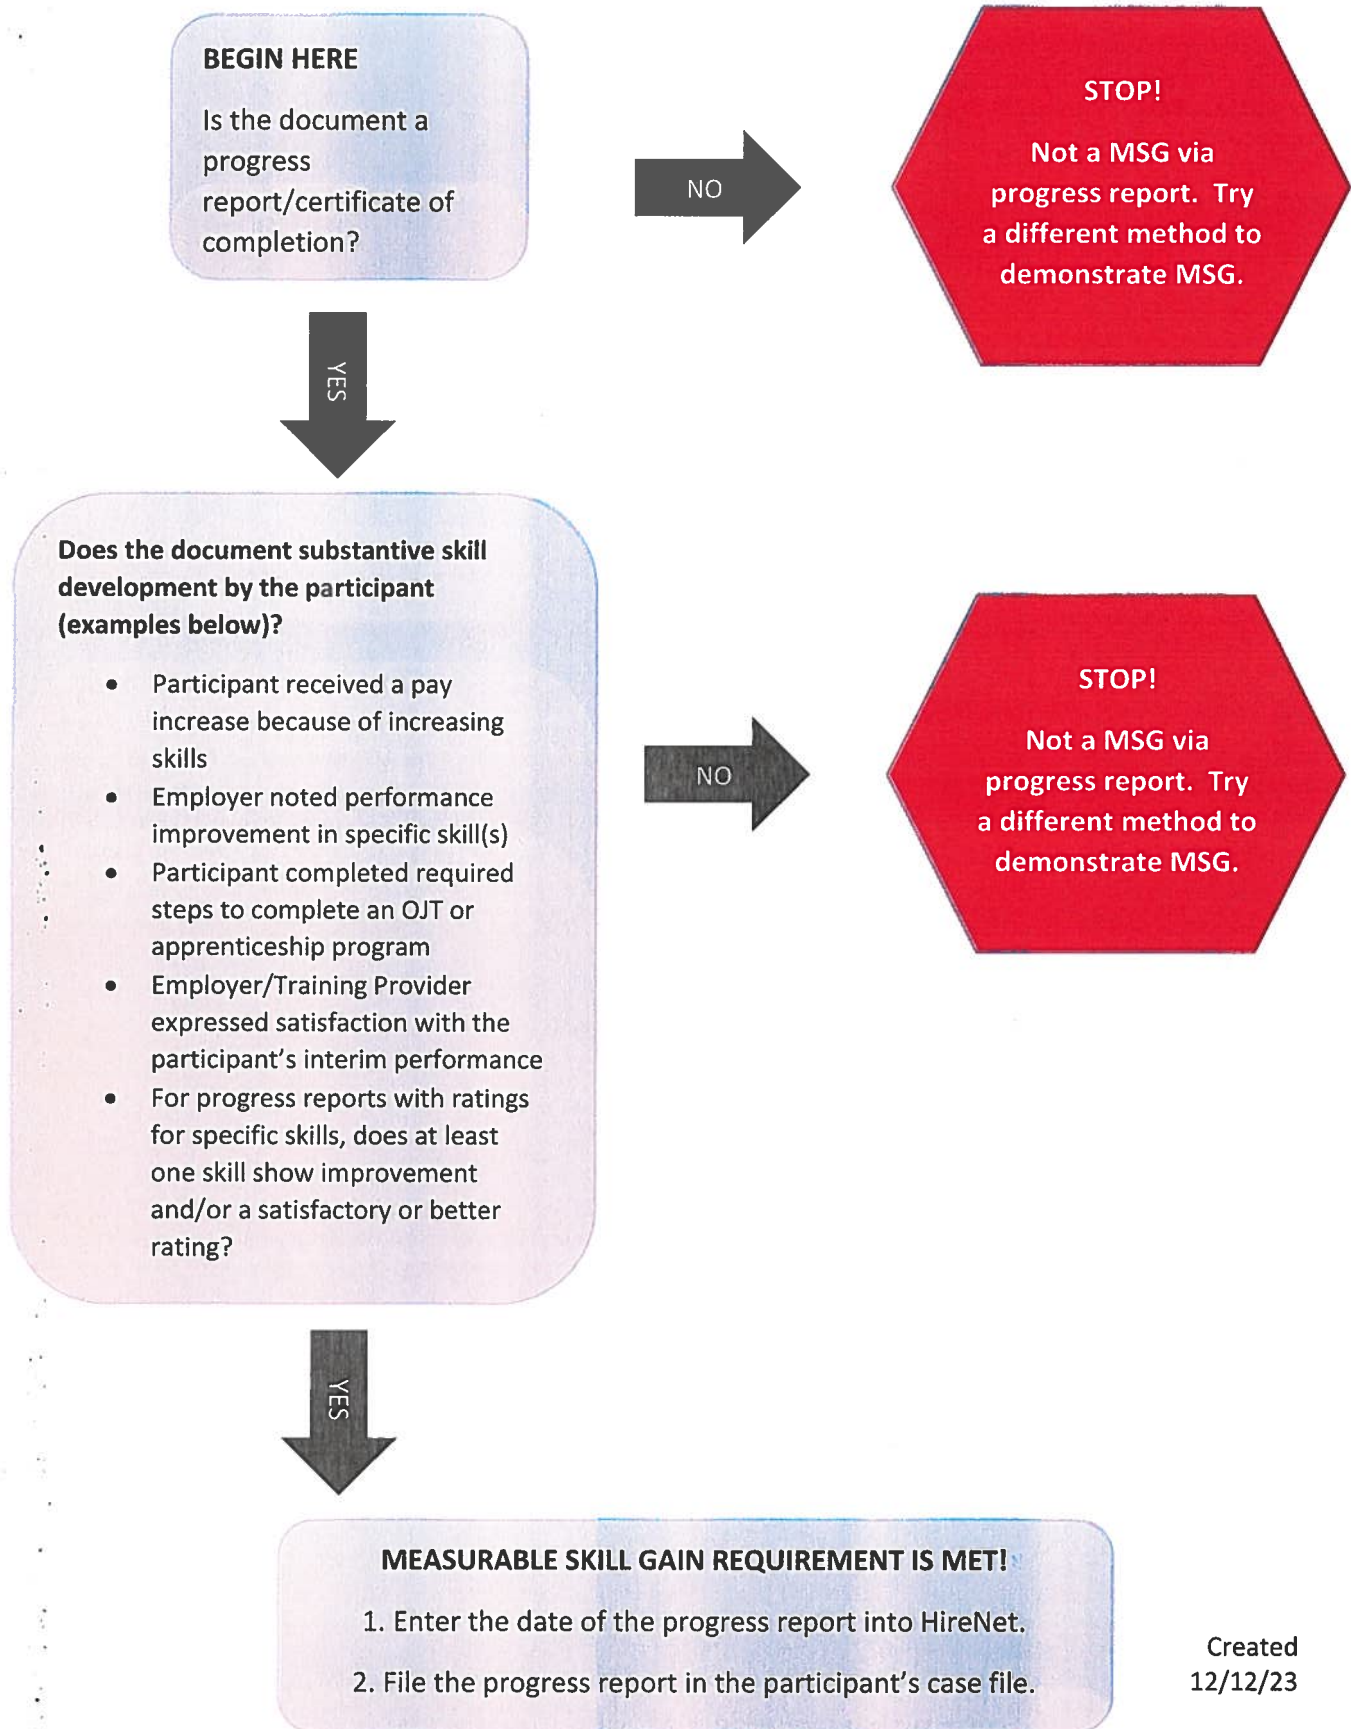 BEGIN HERE
Is the document a
progress
report/certificate of
completion?
NO
STOP!
Not a MSG via
progress report. Try
a different method to
demonstrate MSG.
YES
Does the document substantive skill
development by the participant
(examples below)?
• Participant received a pay
increase because of increasing
skills
• Employer noted performance
improvement in specific skill(s)
• Participant completed required
steps to complete an OJT or
apprenticeship program
• Employer/Training Provider
expressed satisfaction with the
participant's interim performance
• For progress reports with ratings
for specific skills, does at least
one skill show improvement
and/or a satisfactory or better
rating?
NO
STOP!
Not a MSG via
progress report. Try
a different method to
demonstrate MSG.
YES
MEASURABLE SKILL GAIN REQUIREMENT IS MET!
1. Enter the date of the progress report into HireNet.
2. File the progress report in the participant's case file.
Created
12/12/23